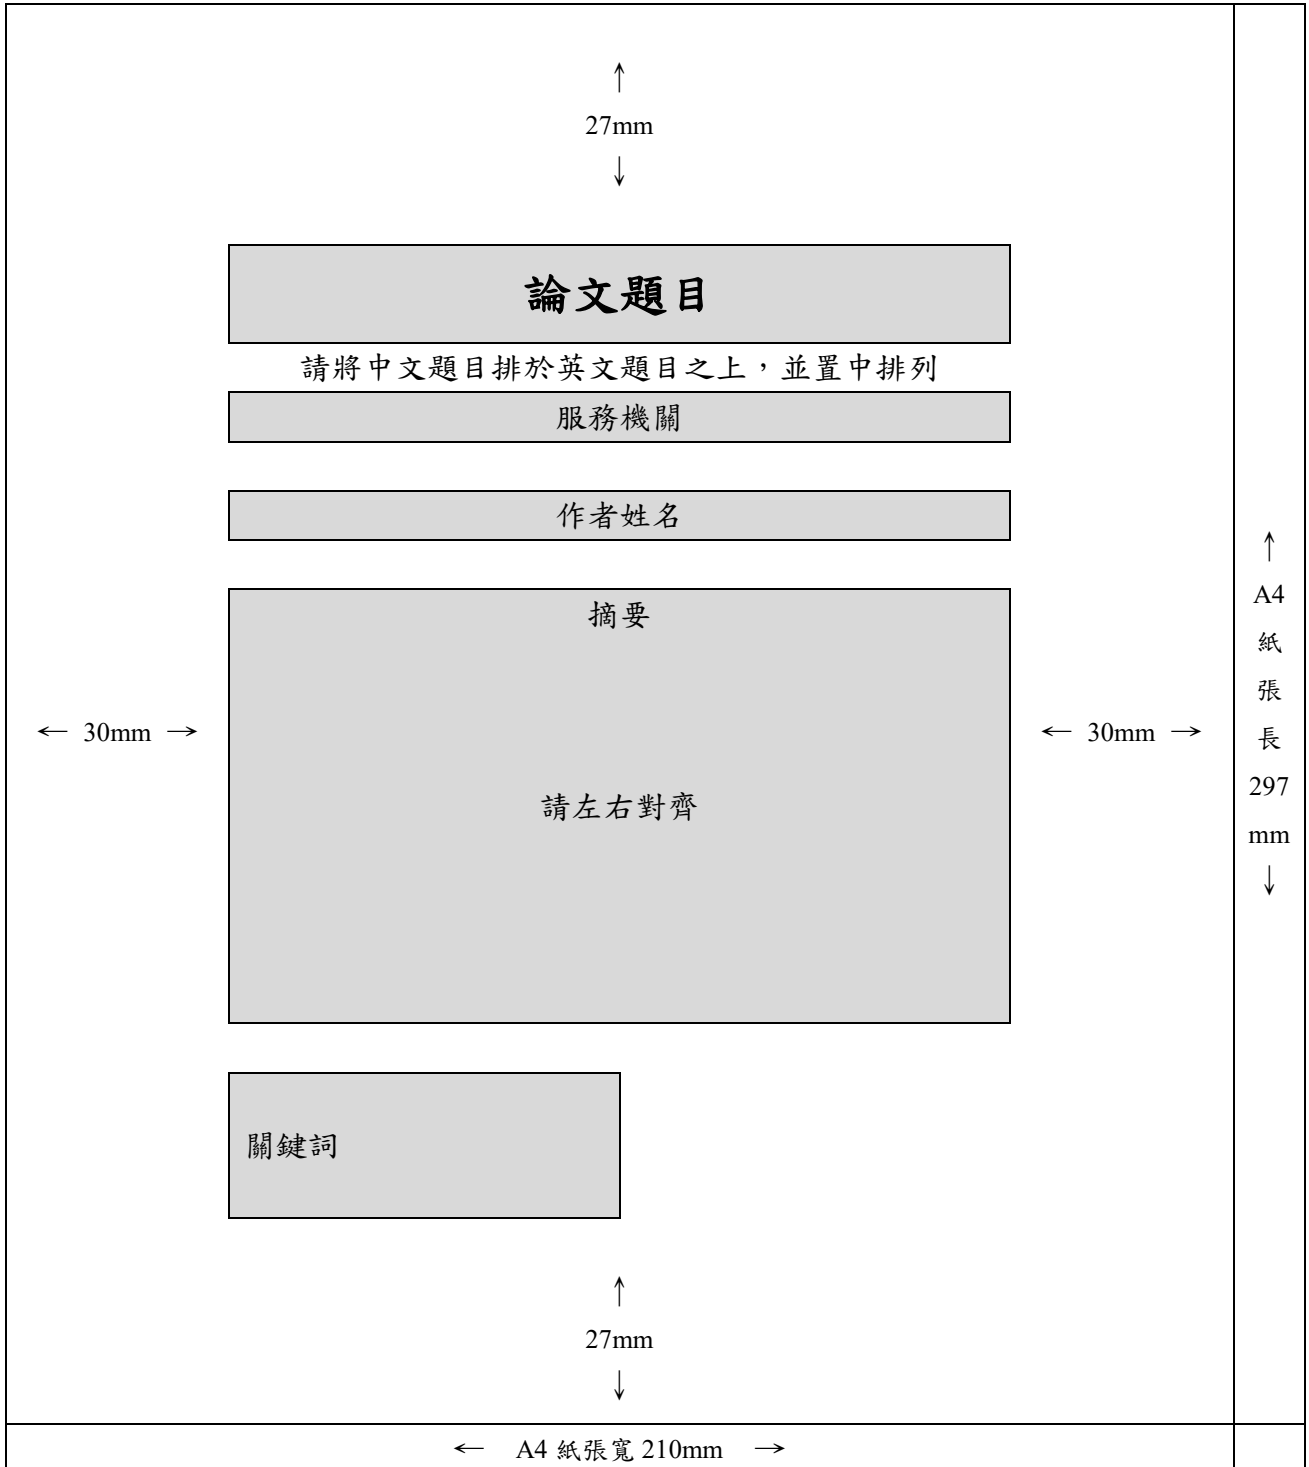 ↑
27mm
↓
論文題目
請將中文題目排於英文題目之上，並置中排列
服務機關
作者姓名
摘要
← 30mm →
請左右對齊
← 30mm →
關鍵詞
↑
27mm
↓
↑
A4
紙
張
長
297
mm
↓
← A4 紙張寬 210mm →